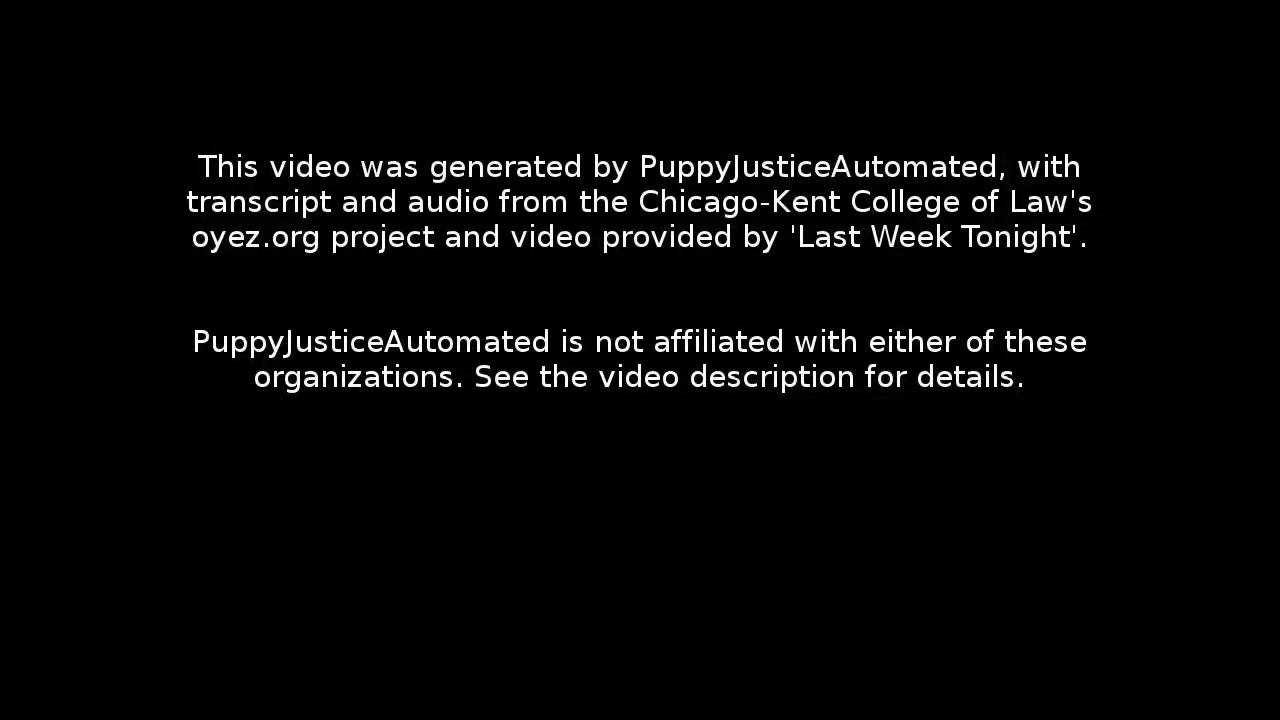 This video was generated by PuppyJusticeAutomated, with
transcript and audio from the Chicago-Kent College of Law's
oyez.org project and video provided by 'Last Week Tonight'.
PuppyJusticeAutomated is not affiliated with either of these
organizations. See the video description for details.